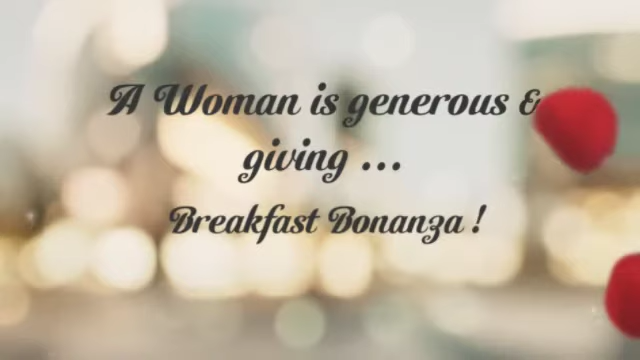 A Woman is generous &
giving ...
Breakfast Bonanza !